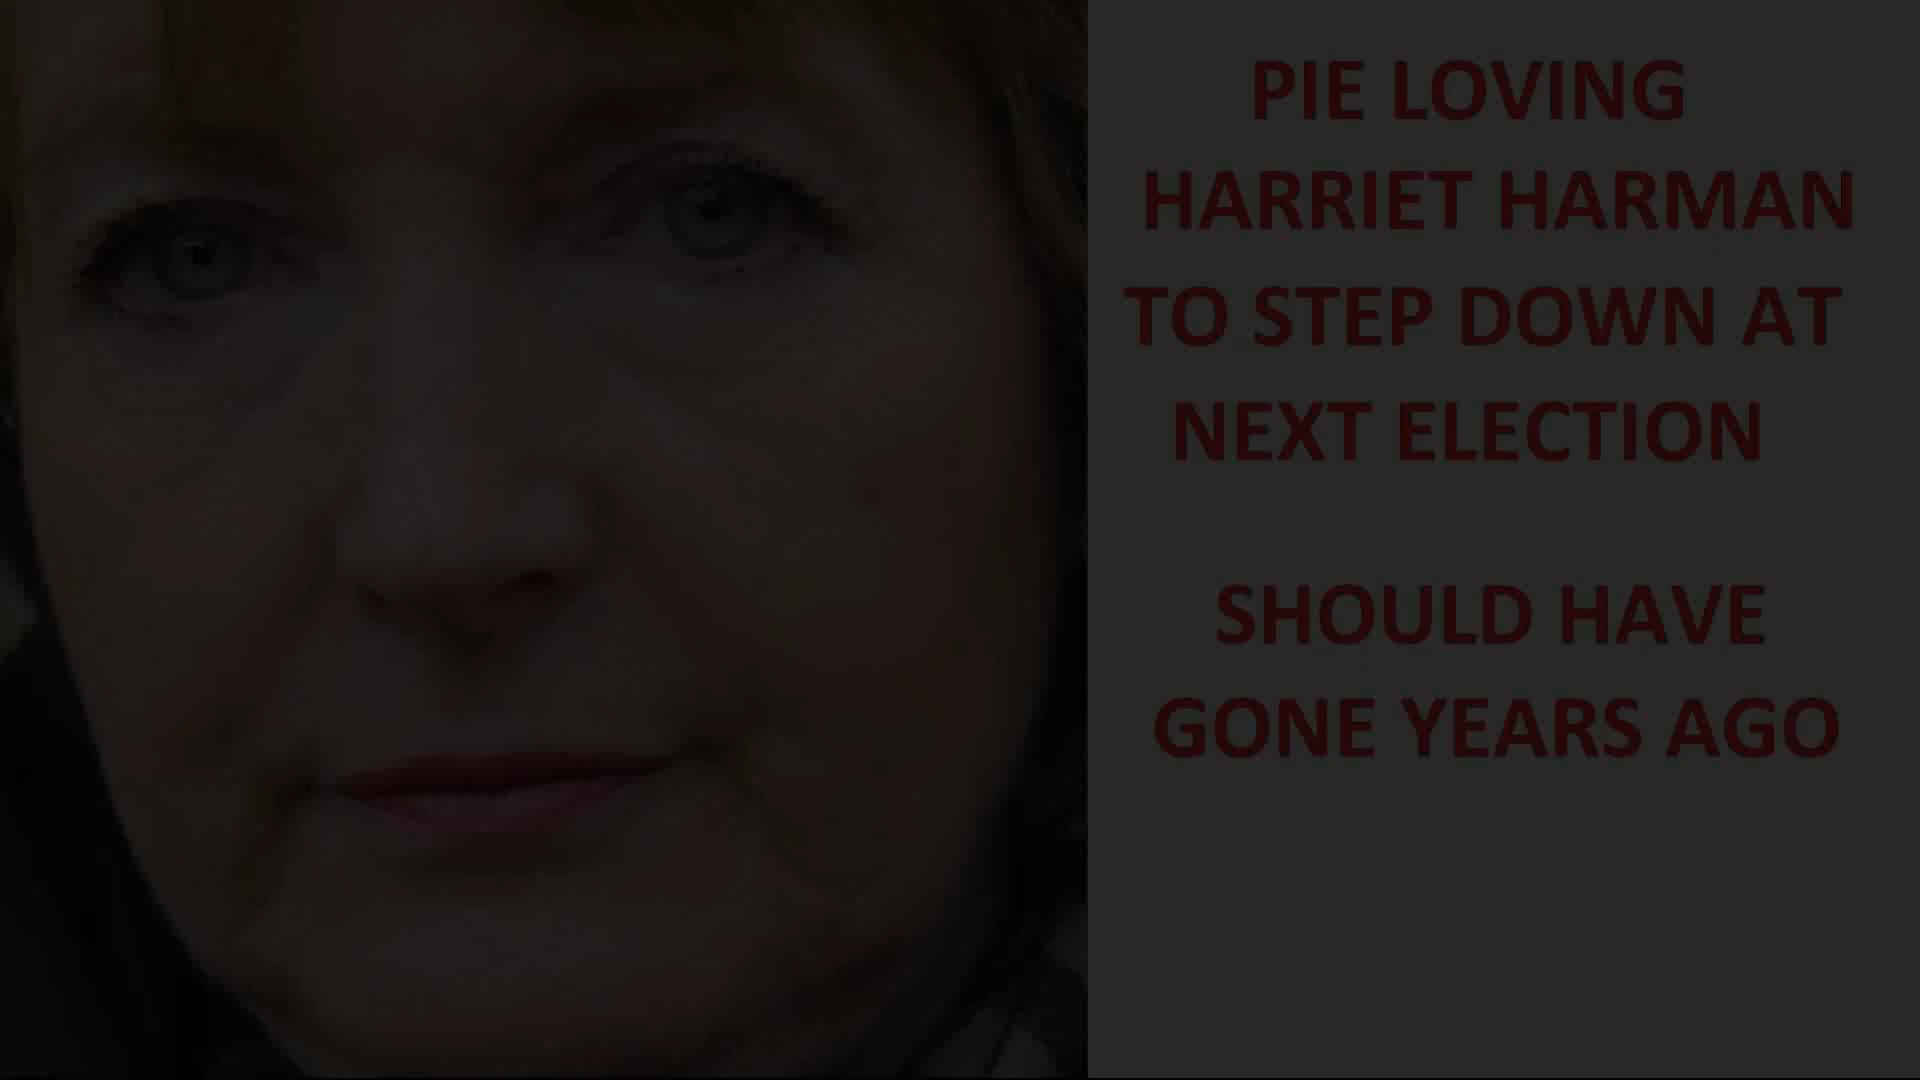 PIE LOVING
HARRIET HARMAN
TO STEP DOWN AT
NEXT ELECTION
SHOULD HAVE
GONE YEARS AGO